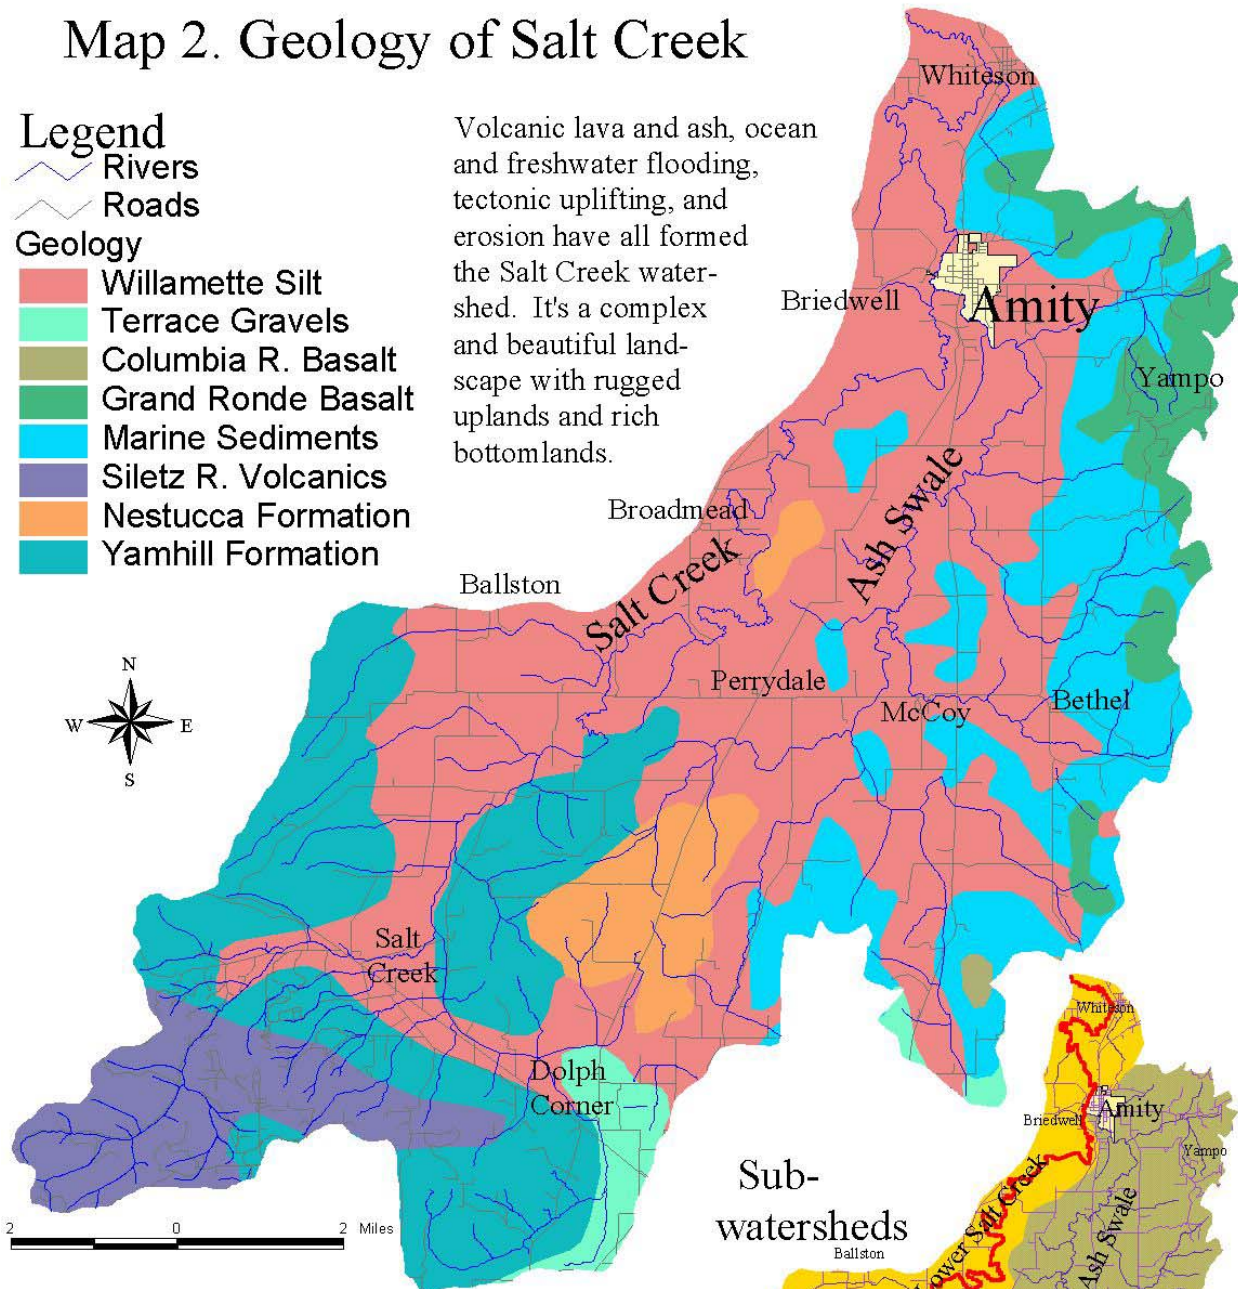 Map 2. Geology of Salt Creek
Legend
Rivers
Roads
Geology
Willamette Silt
Terrace Gravels
Columbia R. Basalt
Grand Ronde Basalt
Marine Sediments
Siletz R. Volcanics
Nestucca Formation
Yamhill Formation
Volcanic lava and ash, ocean
and freshwater flooding,
tectonic uplifting, and
erosion have all formed
the Salt Creek water-
shed. It's a complex
and beautiful land-
scape with rugged
uplands and rich
bottomlands.
Whiteson
Briedwell
Amity
Yampo
Broadmead
Ash Swale
Ballston
Salt Creek
Perrydale
McCoy
Bethel
N
W
E
S
Salt
Creek
Dolph
Corner
2 0 2 Miles
Sub-
watersheds
Whiteson
Amity
Briedwell
Yampo
Ballston
Lower Salt Creek
Ash Swale